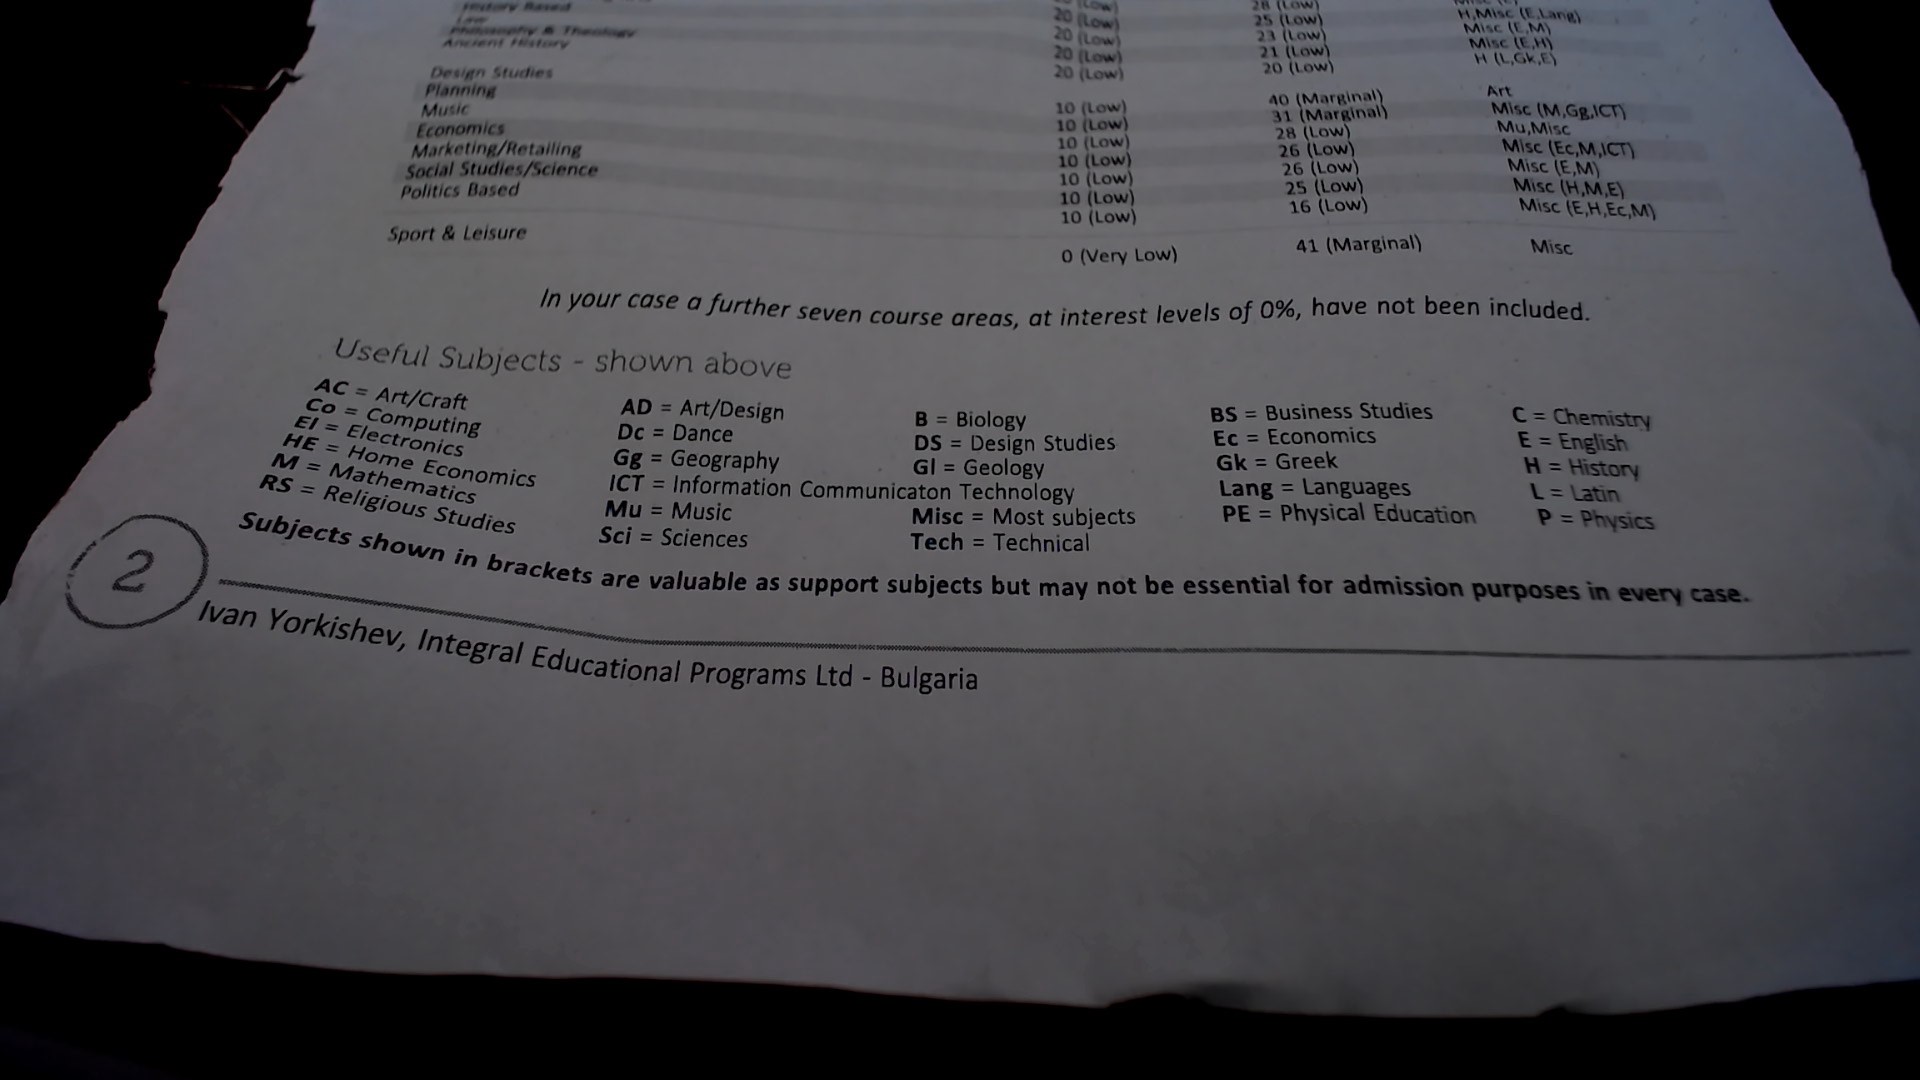 History Based 20 (Low) 28 (Low)
Law 20 (Low) 25 (Low) H,Misc (E,Lang)
Philosophy & Theology 20 (Low) 23 (Low) Misc (E,M)
Ancient History 20 (Low) 21 (Low) Misc (E,H)
20 (Low) 20 (Low) H (L,Gk,E)
Design Studies 10 (Low) 40 (Marginal) Art
Planning 10 (Low) 31 (Marginal) Misc (M,Gg,ICT)
Music 10 (Low) 28 (Low) Mu,Misc
Economics 10 (Low) 26 (Low) Misc (Ec,M,ICT)
Marketing/Retailing 10 (Low) 26 (Low) Misc (E,M)
Social Studies/Science 10 (Low) 25 (Low) Misc (H,M,E)
Politics Based 10 (Low) 16 (Low) Misc (E,H,Ec,M)
Sport & Leisure 0 (Very Low) 41 (Marginal) Misc
In your case a further seven course areas, at interest levels of 0%, have not been included.
Useful Subjects - shown above
AC = Art/Craft AD = Art/Design B = Biology BS = Business Studies C = Chemistry
Co = Computing Dc = Dance DS = Design Studies Ec = Economics E = English
El = Electronics Gg = Geography Gl = Geology Gk = Greek H = History
HE = Home Economics ICT = Information Communicaton Technology Lang = Languages L = Latin
M = Mathematics Mu = Music Misc = Most subjects PE = Physical Education P = Physics
RS = Religious Studies Sci = Sciences Tech = Technical
Subjects shown in brackets are valuable as support subjects but may not be essential for admission purposes in every case.
2
Ivan Yorkishev, Integral Educational Programs Ltd - Bulgaria